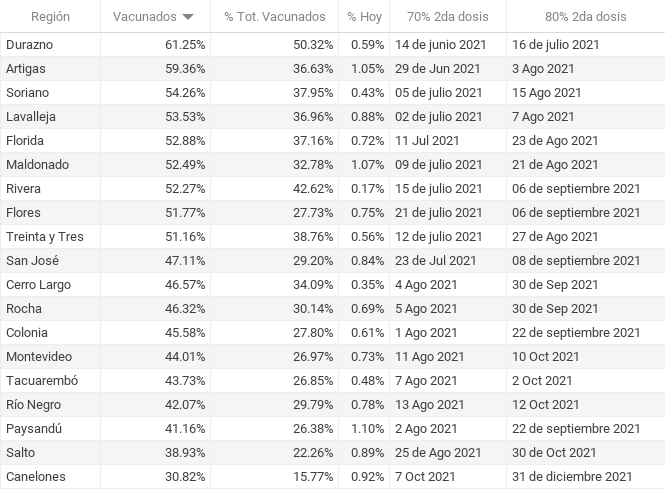 Región Vacunados % Tot. Vacunados % Hoy 70% 2da dosis 80% 2da dosis
Durazno 61.25% 50.32% 0.59% 14 de junio 2021 16 de julio 2021
Artigas 59.36% 36.63% 1.05% 29 de Jun 2021 3 Ago 2021
Soriano 54.26% 37.95% 0.43% 05 de julio 2021 15 Ago 2021
Lavalleja 53.53% 36.96% 0.88% 02 de julio 2021 7 Ago 2021
Florida 52.88% 37.16% 0.72% 11 Jul 2021 23 de Ago 2021
Maldonado 52.49% 32.78% 1.07% 09 de julio 2021 21 de Ago 2021
Rivera 52.27% 42.62% 0.17% 15 de julio 2021 06 de septiembre 2021
Flores 51.77% 27.73% 0.75% 21 de julio 2021 06 de septiembre 2021
Treinta y Tres 51.16% 38.76% 0.56% 12 de julio 2021 27 de Ago 2021
San José 47.11% 29.20% 0.84% 23 de Jul 2021 08 de septiembre 2021
Cerro Largo 46.57% 34.09% 0.35% 4 Ago 2021 30 de Sep 2021
Rocha 46.32% 30.14% 0.69% 5 Ago 2021 30 de Sep 2021
Colonia 45.58% 27.80% 0.61% 1 Ago 2021 22 de septiembre 2021
Montevideo 44.01% 26.97% 0.73% 11 Ago 2021 10 Oct 2021
Tacuarembó 43.73% 26.85% 0.48% 7 Ago 2021 2 Oct 2021
Río Negro 42.07% 29.79% 0.78% 13 Ago 2021 12 Oct 2021
Paysandú 41.16% 26.38% 1.10% 2 Ago 2021 22 de septiembre 2021
Salto 38.93% 22.26% 0.89% 25 de Ago 2021 30 de Oct 2021
Canelones 30.82% 15.77% 0.92% 7 Oct 2021 31 de diciembre 2021